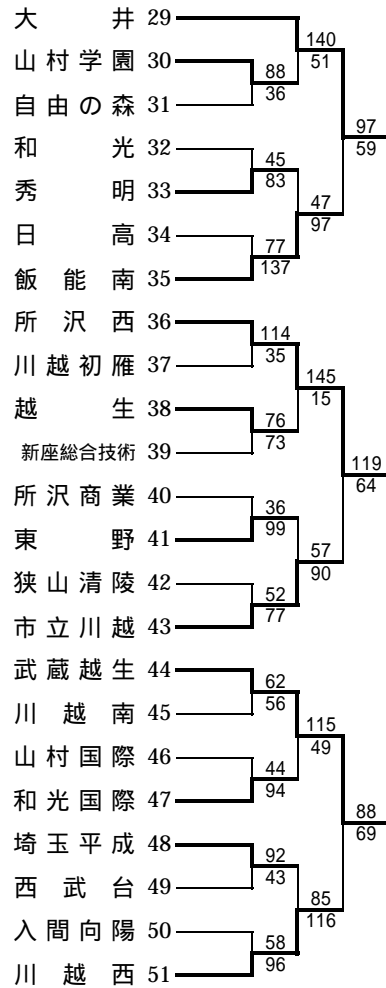 大井 29
140
51
山村学園 30
88
36
自由の森 31
97
59
和光 32
45
83
秀明 33
47
97
日高 34
77
137
飯能南 35
所沢西 36
114
35
川越初雁 37
145
15
越生 38
76
73
新座総合技術 39
119
64
所沢商業 40
36
99
東野 41
57
90
狭山清陵 42
52
77
市立川越 43
武蔵越生 44
62
56
川越南 45
115
49
山村国際 46
44
94
和光国際 47
88
69
埼玉平成 48
92
43
西武台 49
85
116
入間向陽 50
58
96
川越西 51